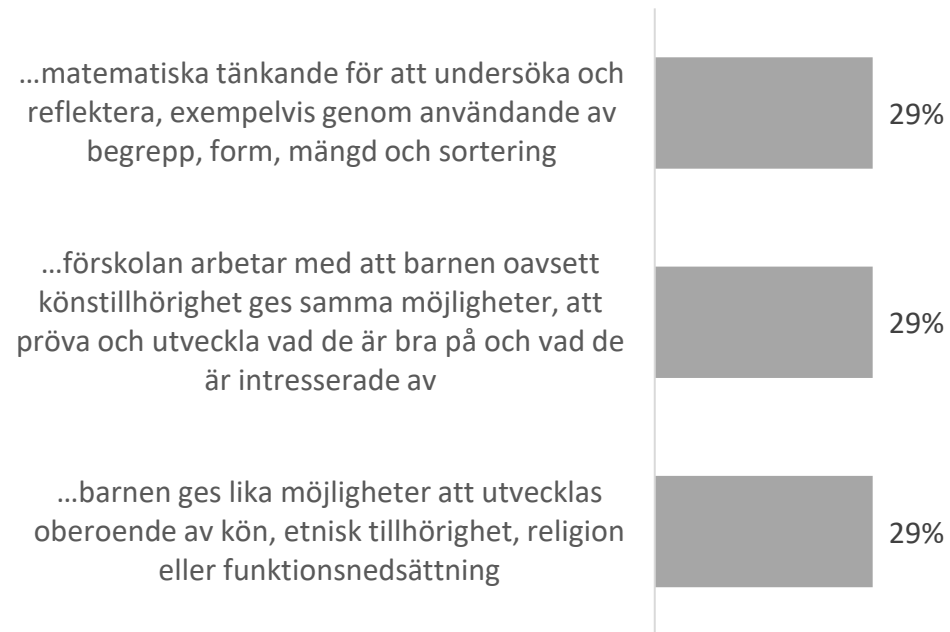 …matematiska tänkande för att undersöka och
reflektera, exempelvis genom användande av
begrepp, form, mängd och sortering
29%
…förskolan arbetar med att barnen oavsett
könstillhörighet ges samma möjligheter, att
pröva och utveckla vad de är bra på och vad de
är intresserade av
29%
…barnen ges lika möjligheter att utvecklas
oberoende av kön, etnisk tillhörighet, religion
eller funktionsnedsättning
29%